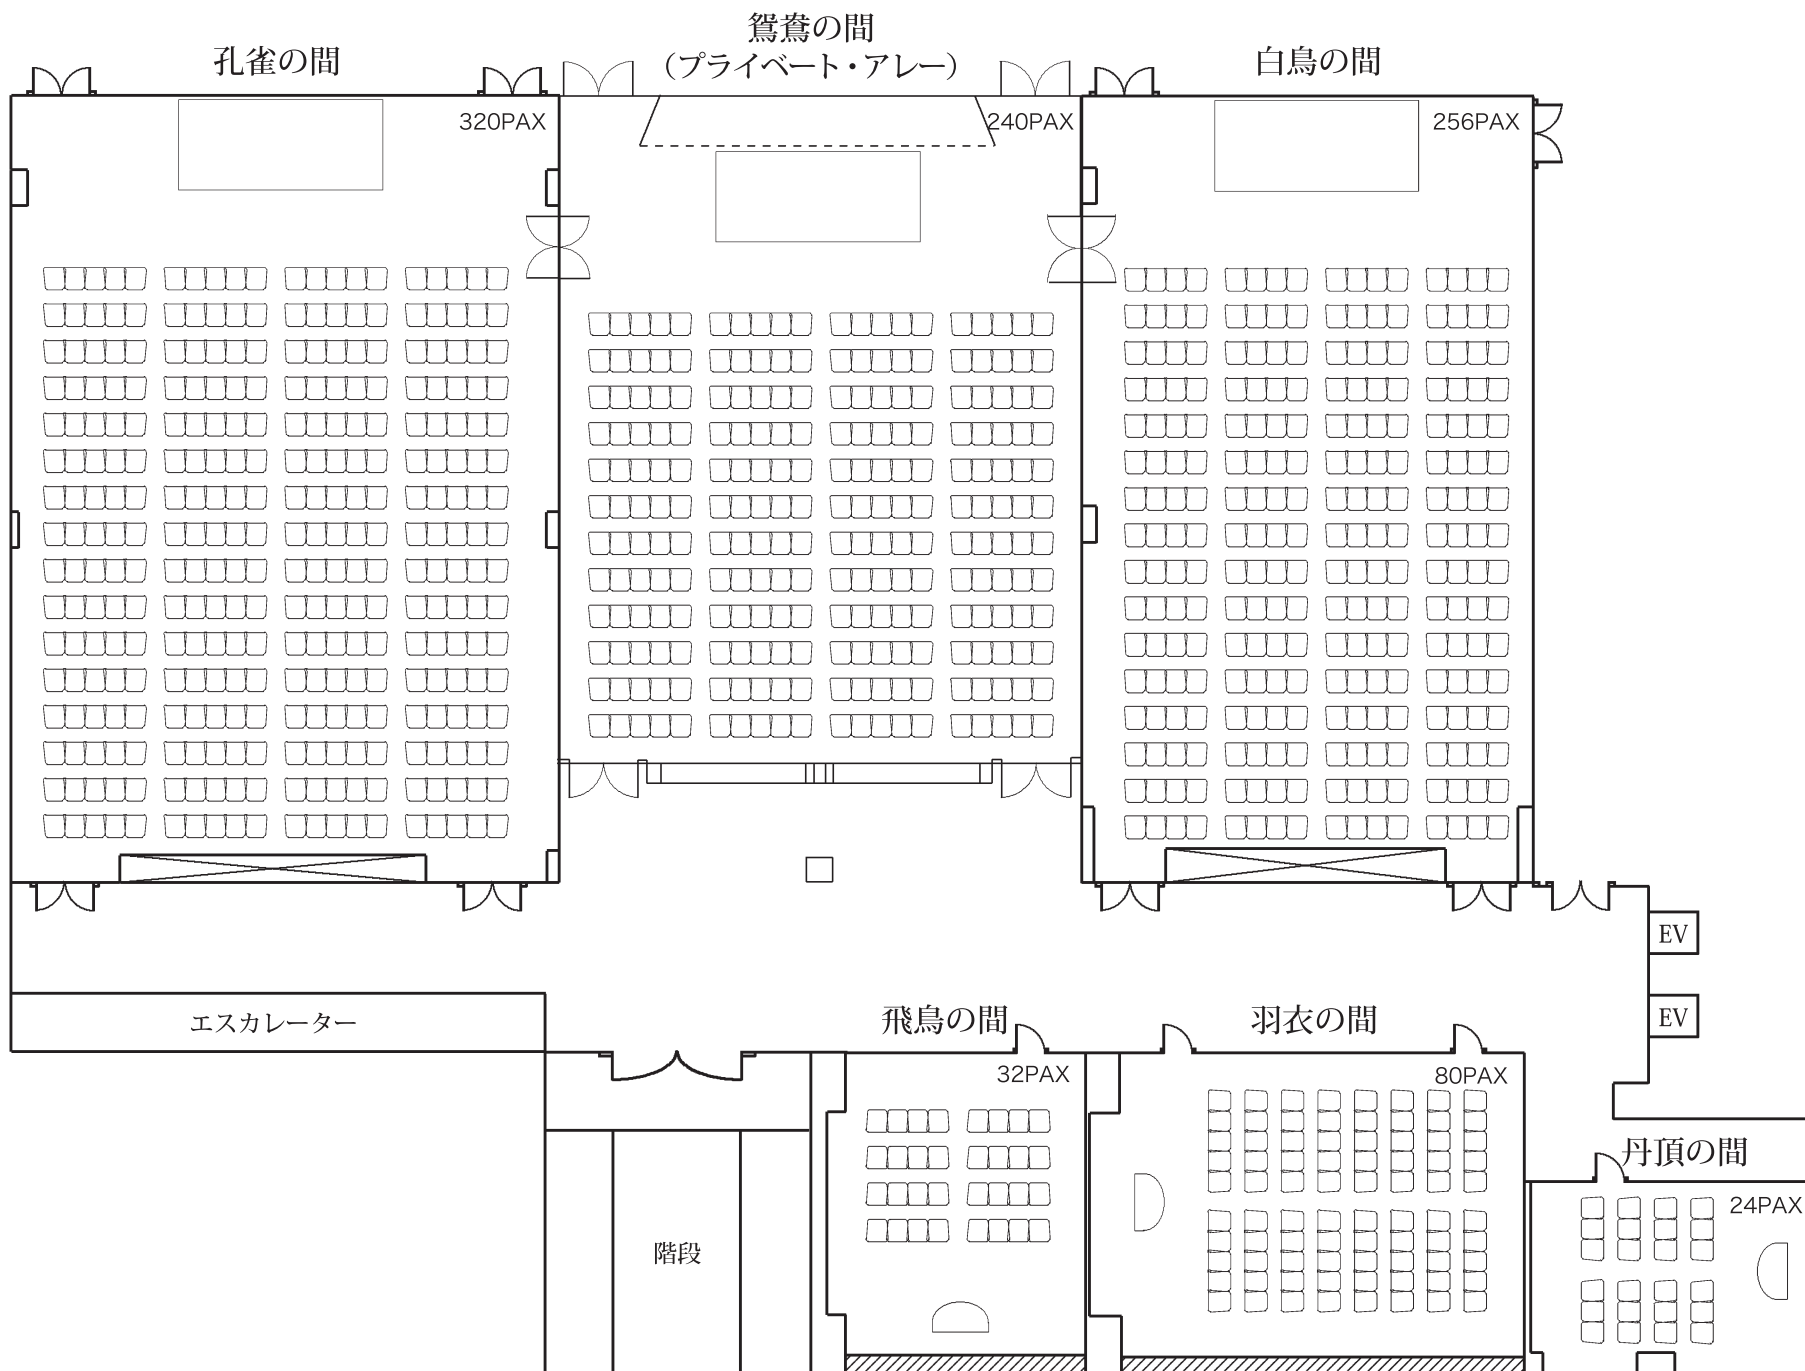 孔雀の間
鴛鴦の間
（プライベート・アレー）
白鳥の間
320PAX
240PAX
256PAX
EV
EV
エスカレーター
飛鳥の間
羽衣の間
32PAX
80PAX
丹頂の間
24PAX
階段